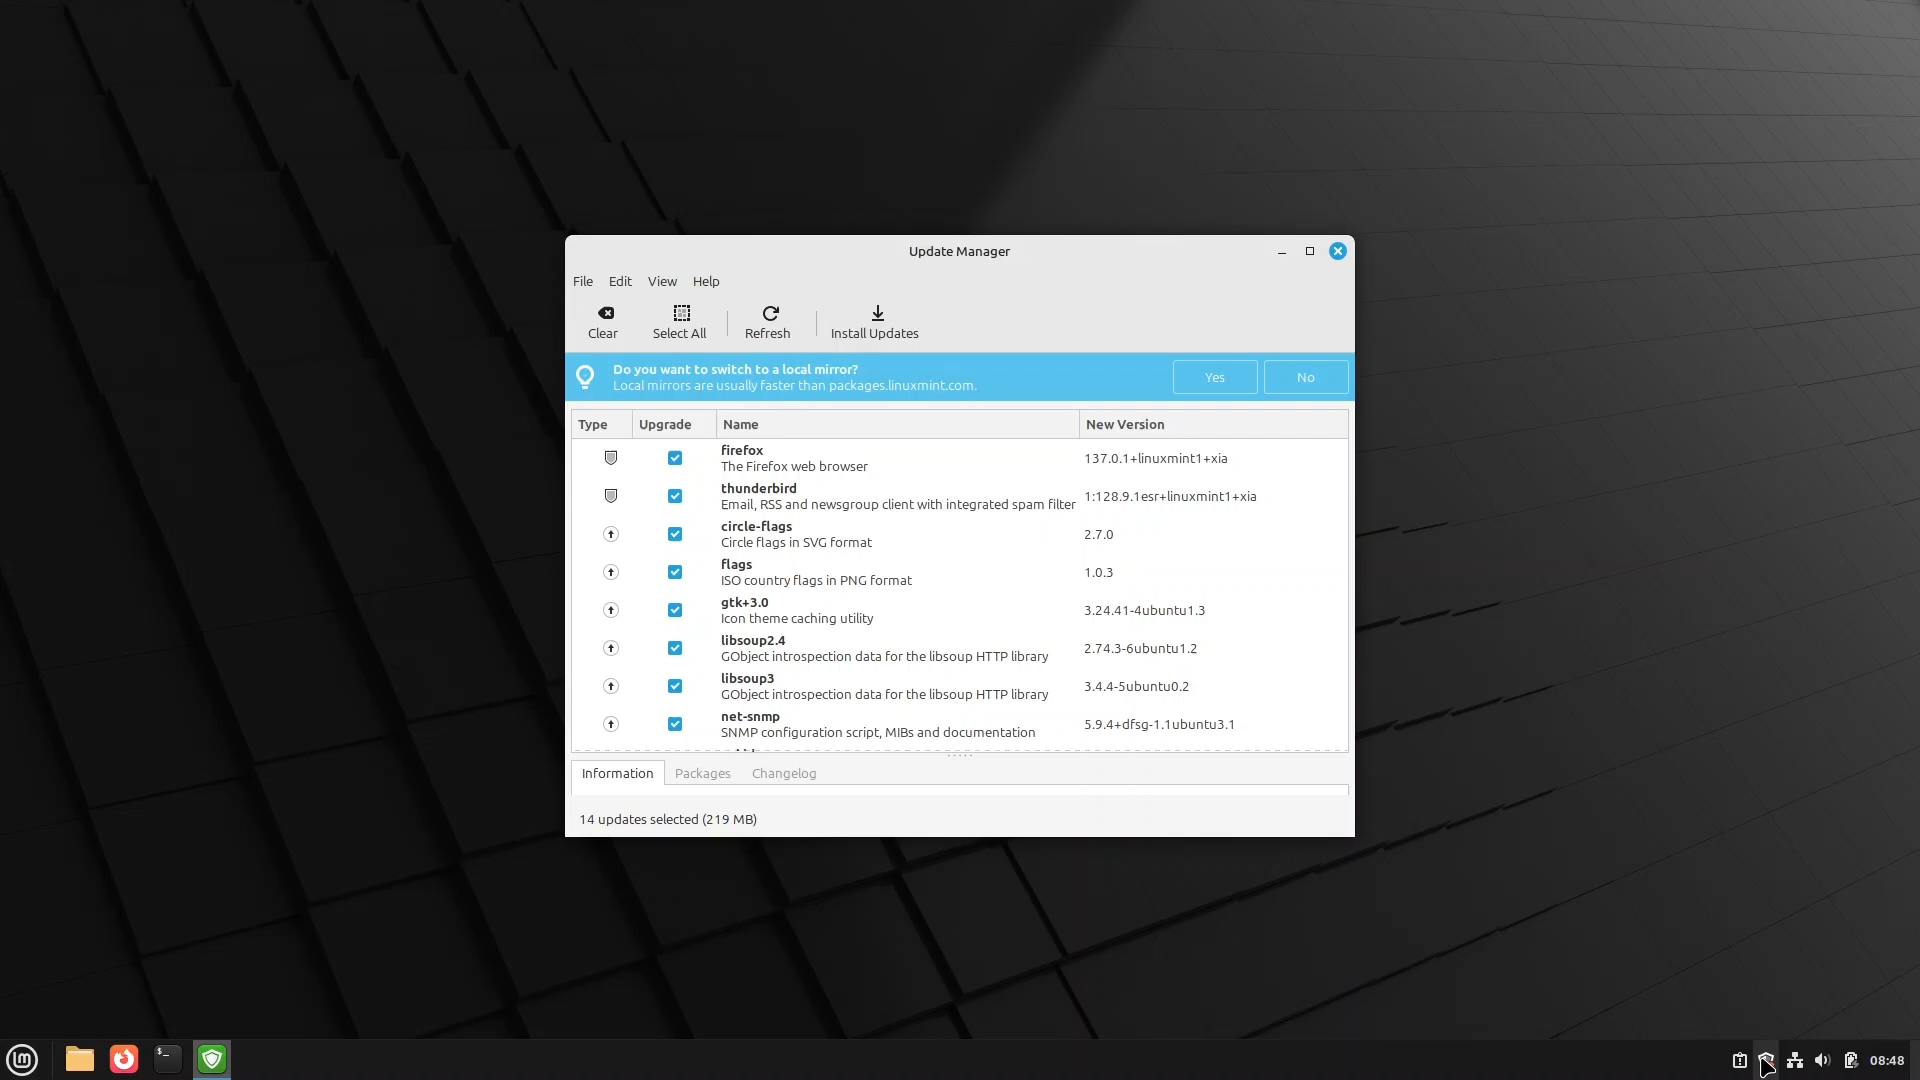 Update Manager
File Edit View Help
Clear Select All Refresh Install Updates
Do you want to switch to a local mirror?
Local mirrors are usually faster than packages.linuxmint.com.
Yes No
Type Upgrade Name New Version
firefox
The Firefox web browser
137.0.1+linuxmint1+xia
thunderbird
Email, RSS and newsgroup client with integrated spam filter
1:128.9.1esr+linuxmint1+xia
circle-flags
Circle flags in SVG format
2.7.0
flags
ISO country flags in PNG format
1.0.3
gtk+3.0
Icon theme caching utility
3.24.41-4ubuntu1.3
libsoup2.4
GObject introspection data for the libsoup HTTP library
2.74.3-6ubuntu1.2
libsoup3
GObject introspection data for the libsoup HTTP library
3.4.4-5ubuntu0.2
net-snmp
SNMP configuration script, MIBs and documentation
5.9.4+dfsg-1.1ubuntu3.1
Information Packages Changelog
14 updates selected (219 MB)
08:48